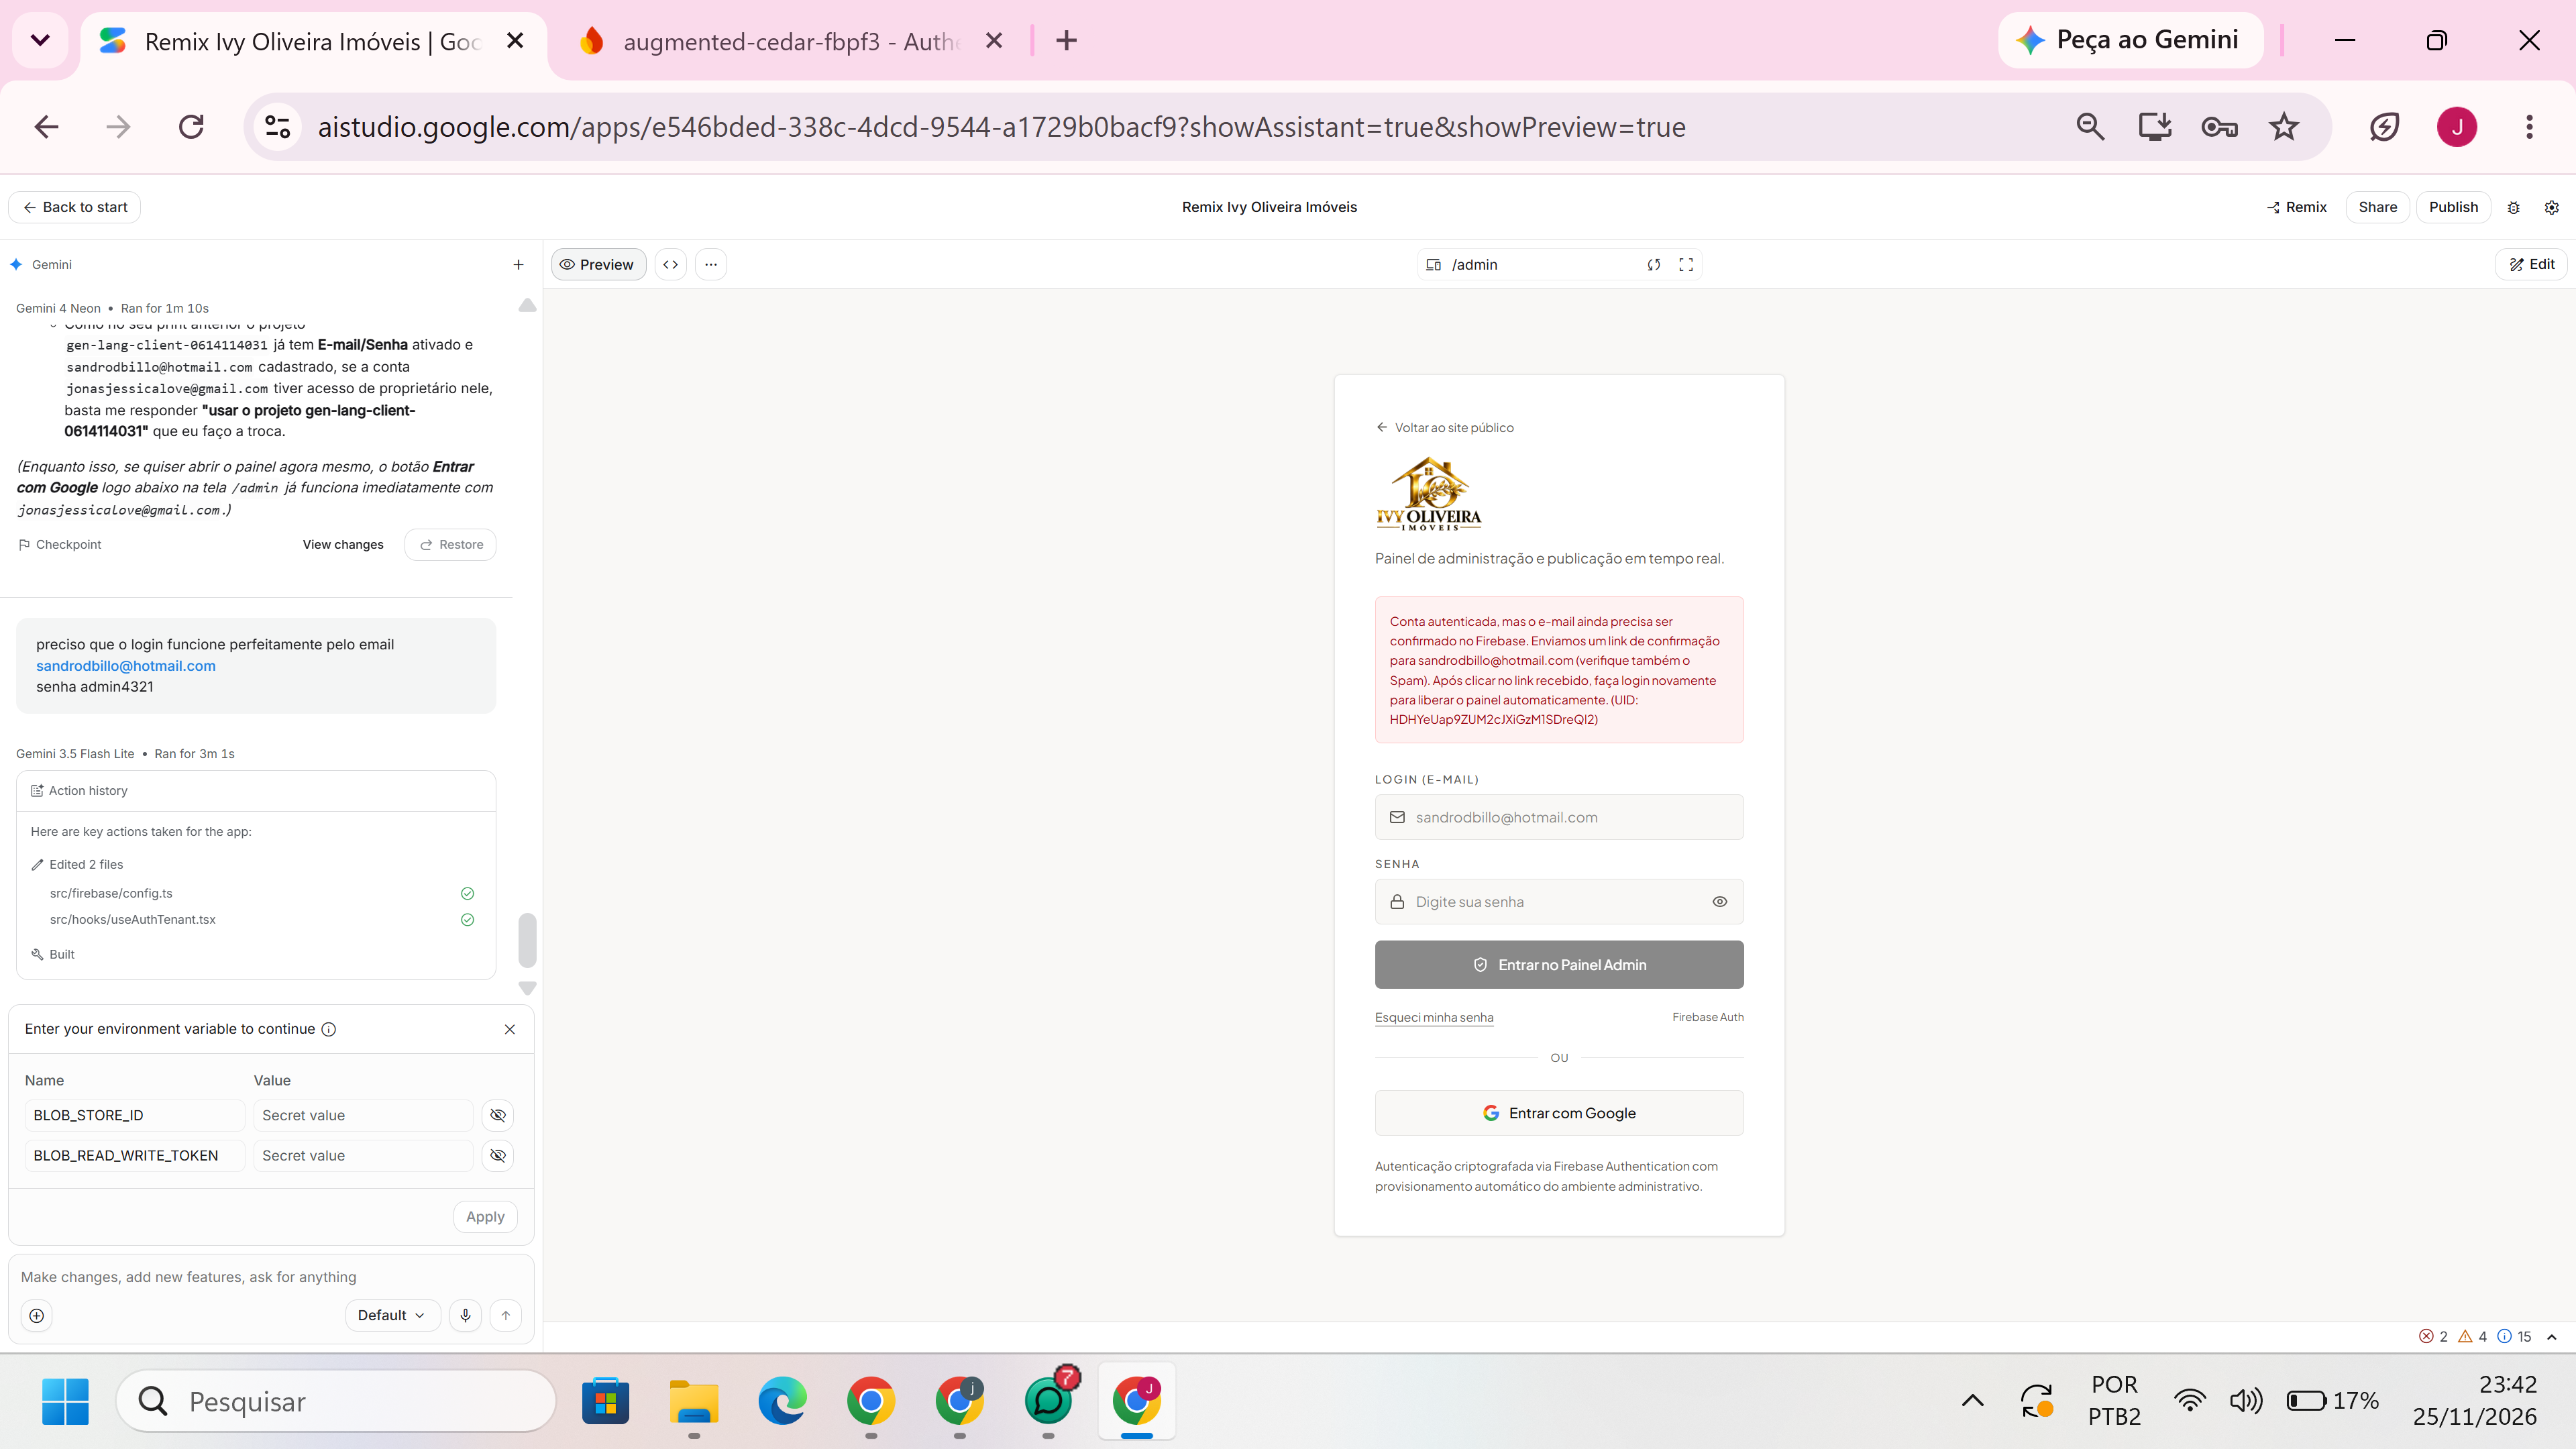 Remix Ivy Oliveira Imóveis | Goo
augmented-cedar-fbpf3 - Authe
Peça ao Gemini
aistudio.google.com/apps/e546bded-338c-4dcd-9544-a1729b0bacf9?showAssistant=true&showPreview=true
J
Back to start
Remix Ivy Oliveira Imóveis
Remix
Share
Publish
Gemini
Preview
/admin
Edit
Gemini 4 Neon • Ran for 1m 10s
Como no seu print anterior o projeto
gen-lang-client-0614114031 já tem E-mail/Senha ativado e
sandrodbillo@hotmail.com cadastrado, se a conta
jonasjessicalove@gmail.com tiver acesso de proprietário nele,
basta me responder "usar o projeto gen-lang-client-
0614114031" que eu faço a troca.
(Enquanto isso, se quiser abrir o painel agora mesmo, o botão Entrar
com Google logo abaixo na tela /admin já funciona imediatamente com
jonasjessicalove@gmail.com.)
Checkpoint
View changes
Restore
preciso que o login funcione perfeitamente pelo email
sandrodbillo@hotmail.com
senha admin4321
Gemini 3.5 Flash Lite • Ran for 3m 1s
Action history
Here are key actions taken for the app:
Edited 2 files
src/firebase/config.ts
src/hooks/useAuthTenant.tsx
Built
Enter your environment variable to continue
Name
Value
BLOB_STORE_ID
Secret value
BLOB_READ_WRITE_TOKEN
Secret value
Apply
Make changes, add new features, ask for anything
Default
Voltar ao site público
IVY OLIVEIRA
IMÓVEIS
Painel de administração e publicação em tempo real.
Conta autenticada, mas o e-mail ainda precisa ser
confirmado no Firebase. Enviamos um link de confirmação
para sandrodbillo@hotmail.com (verifique também o
Spam). Após clicar no link recebido, faça login novamente
para liberar o painel automaticamente. (UID:
HDHYeUap9ZUM2cJXiGzM1SDreQl2)
LOGIN (E-MAIL)
sandrodbillo@hotmail.com
SENHA
Digite sua senha
Entrar no Painel Admin
Esqueci minha senha
Firebase Auth
OU
Entrar com Google
Autenticação criptografada via Firebase Authentication com
provisionamento automático do ambiente administrativo.
2
4
15
Pesquisar
j
7
J
POR
PTB2
17%
23:42
25/11/2026